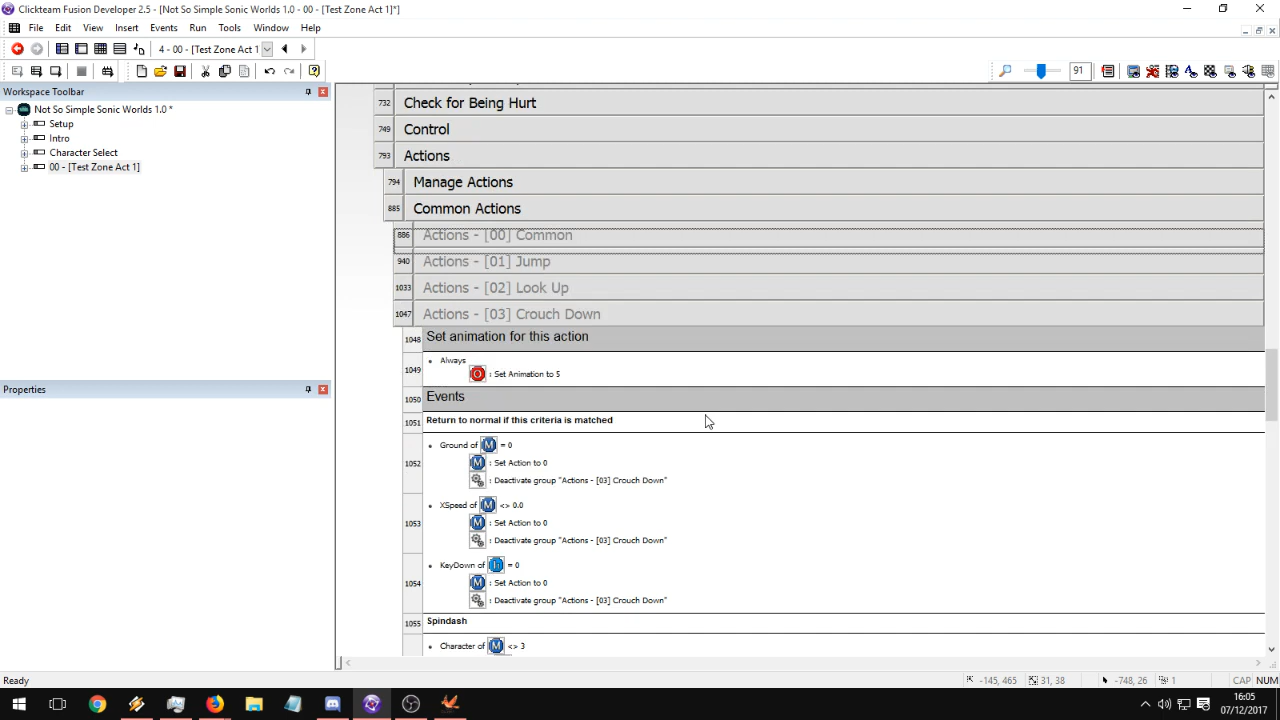 Clickteam Fusion Developer 2.5 - [Not So Simple Sonic Worlds 1.0 - 00 - [Test Zone Act 1]*]
File Edit View Insert Events Run Tools Window Help
4 - 00 - [Test Zone Act 1
91
Workspace Toolbar
Not So Simple Sonic Worlds 1.0 *
Setup
Intro
Character Select
00 - [Test Zone Act 1]
Properties
732 Check for Being Hurt
749 Control
793 Actions
794 Manage Actions
885 Common Actions
886 Actions - [00] Common
940 Actions - [01] Jump
1033 Actions - [02] Look Up
1047 Actions - [03] Crouch Down
1048 Set animation for this action
1049 • Always
: Set Animation to 5
1050 Events
1051 Return to normal if this criteria is matched
1052 • Ground of M = 0
M : Set Action to 0
: Deactivate group "Actions - [03] Crouch Down"
1053 • XSpeed of M <> 0.0
M : Set Action to 0
: Deactivate group "Actions - [03] Crouch Down"
1054 • KeyDown of = 0
M : Set Action to 0
: Deactivate group "Actions - [03] Crouch Down"
1055 Spindash
• Character of M <> 3
Ready
-145, 465 31, 38 -748, 26 1 CAP NUM
16:05
07/12/2017